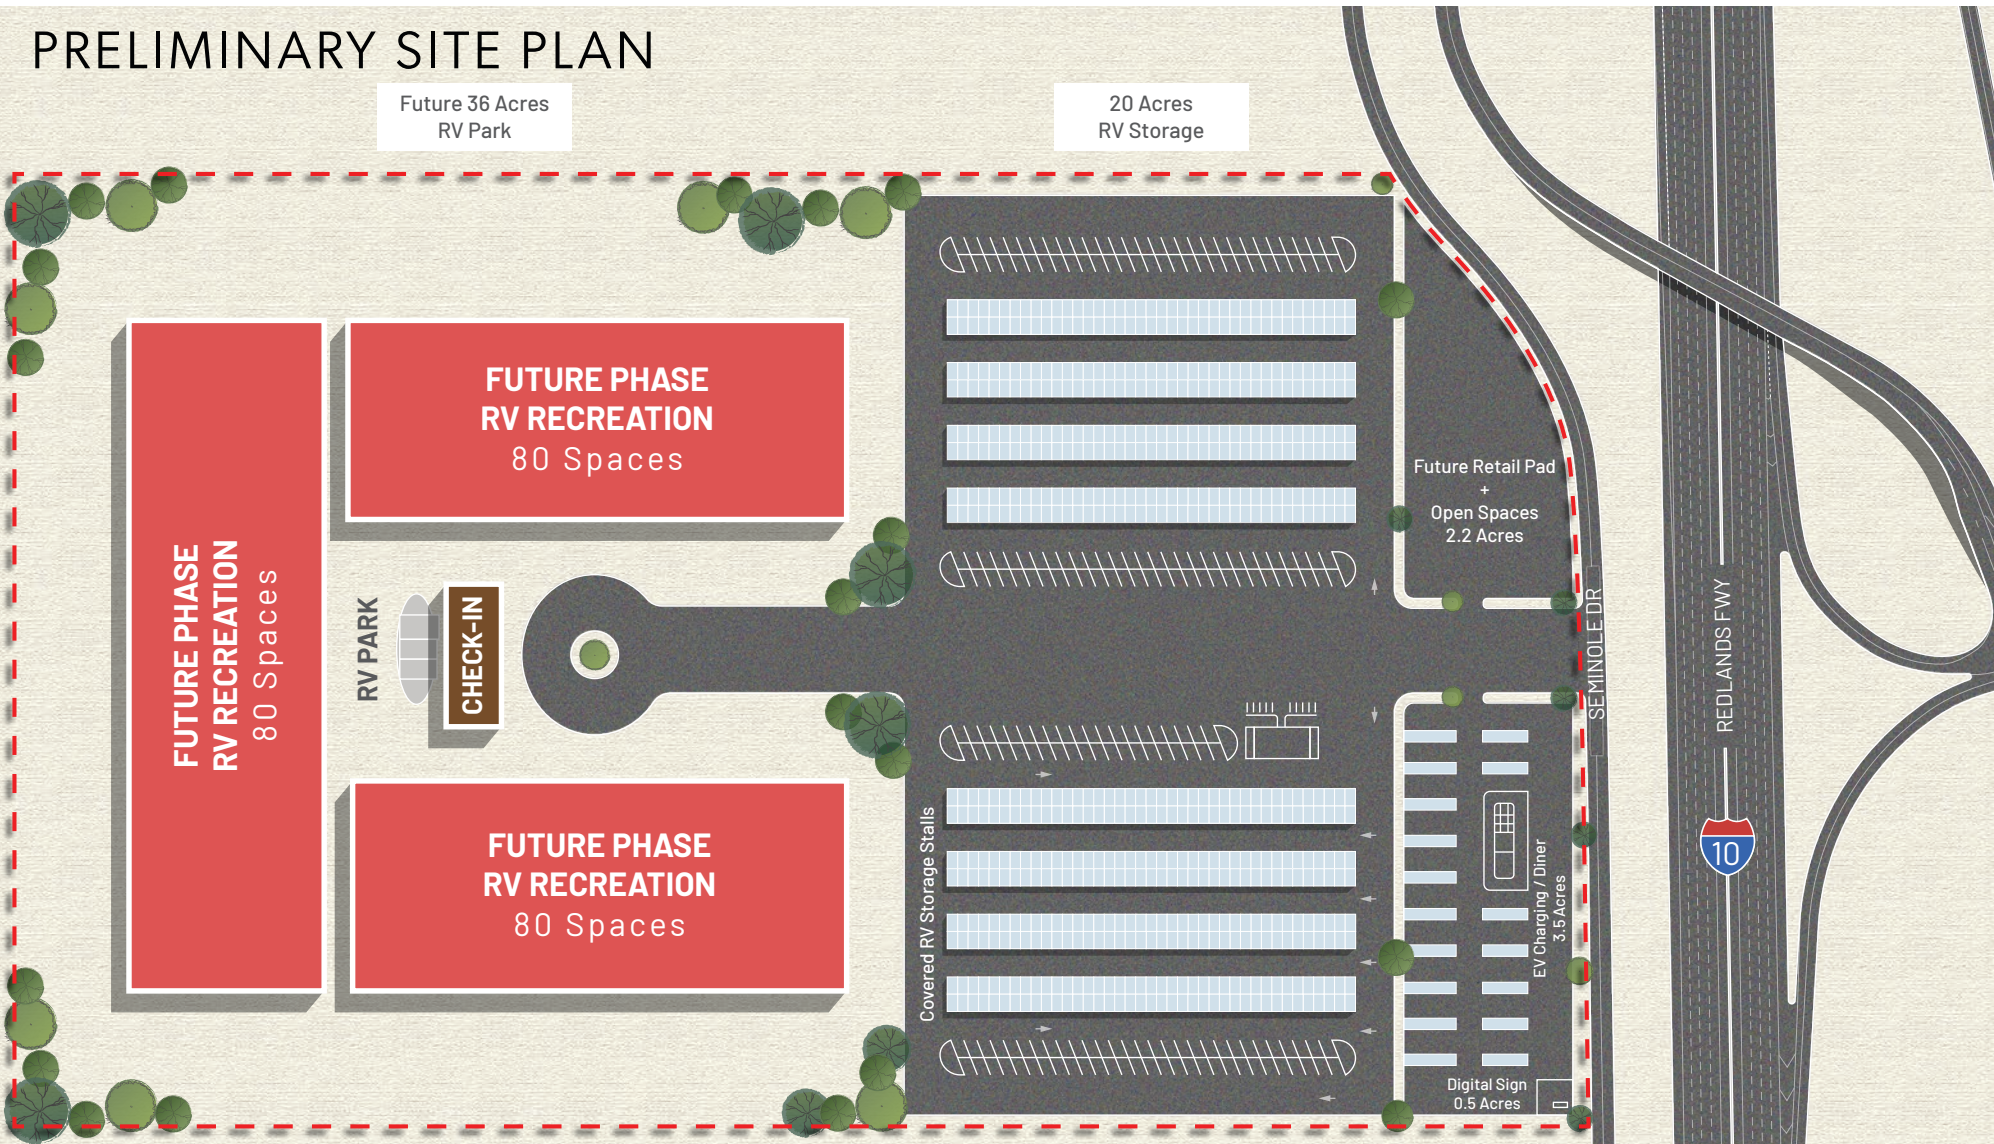 PRELIMINARY SITE PLAN
Future 36 Acres
RV Park
20 Acres
RV Storage
FUTURE PHASE
RV RECREATION
80 Spaces
FUTURE PHASE
RV RECREATION
80 Spaces
RV PARK
CHECK-IN
FUTURE PHASE
RV RECREATION
80 Spaces
Covered RV Storage Stalls
Future Retail Pad
+
Open Spaces
2.2 Acres
SEMINOLE DR
REDLANDS FWY
10
EV Charging / Diner
3.5 Acres
Digital Sign
0.5 Acres